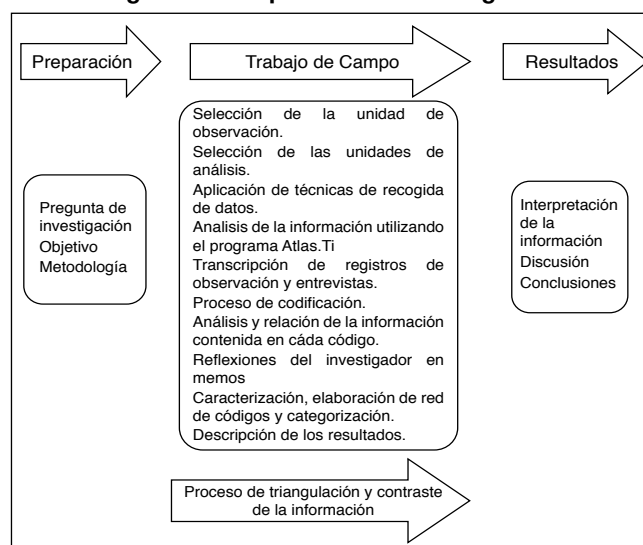 Preparación
Trabajo de Campo
Resultados
Pregunta de
investigación
Objetivo
Metodología
Selección de la unidad de
observación.
Selección de las unidades de
análisis.
Aplicación de técnicas de recogida
de datos.
Analisis de la información utilizando
el programa Atlas.Ti
Transcripción de registros de
observación y entrevistas.
Proceso de codificación.
Análisis y relación de la información
contenida en cáda código.
Reflexiones del investigador en
memos
Caracterización, elaboración de red
de códigos y categorización.
Descripción de los resultados.
Interpretación
de la
información
Discusión
Conclusiones
Proceso de triangulación y contraste
de la información